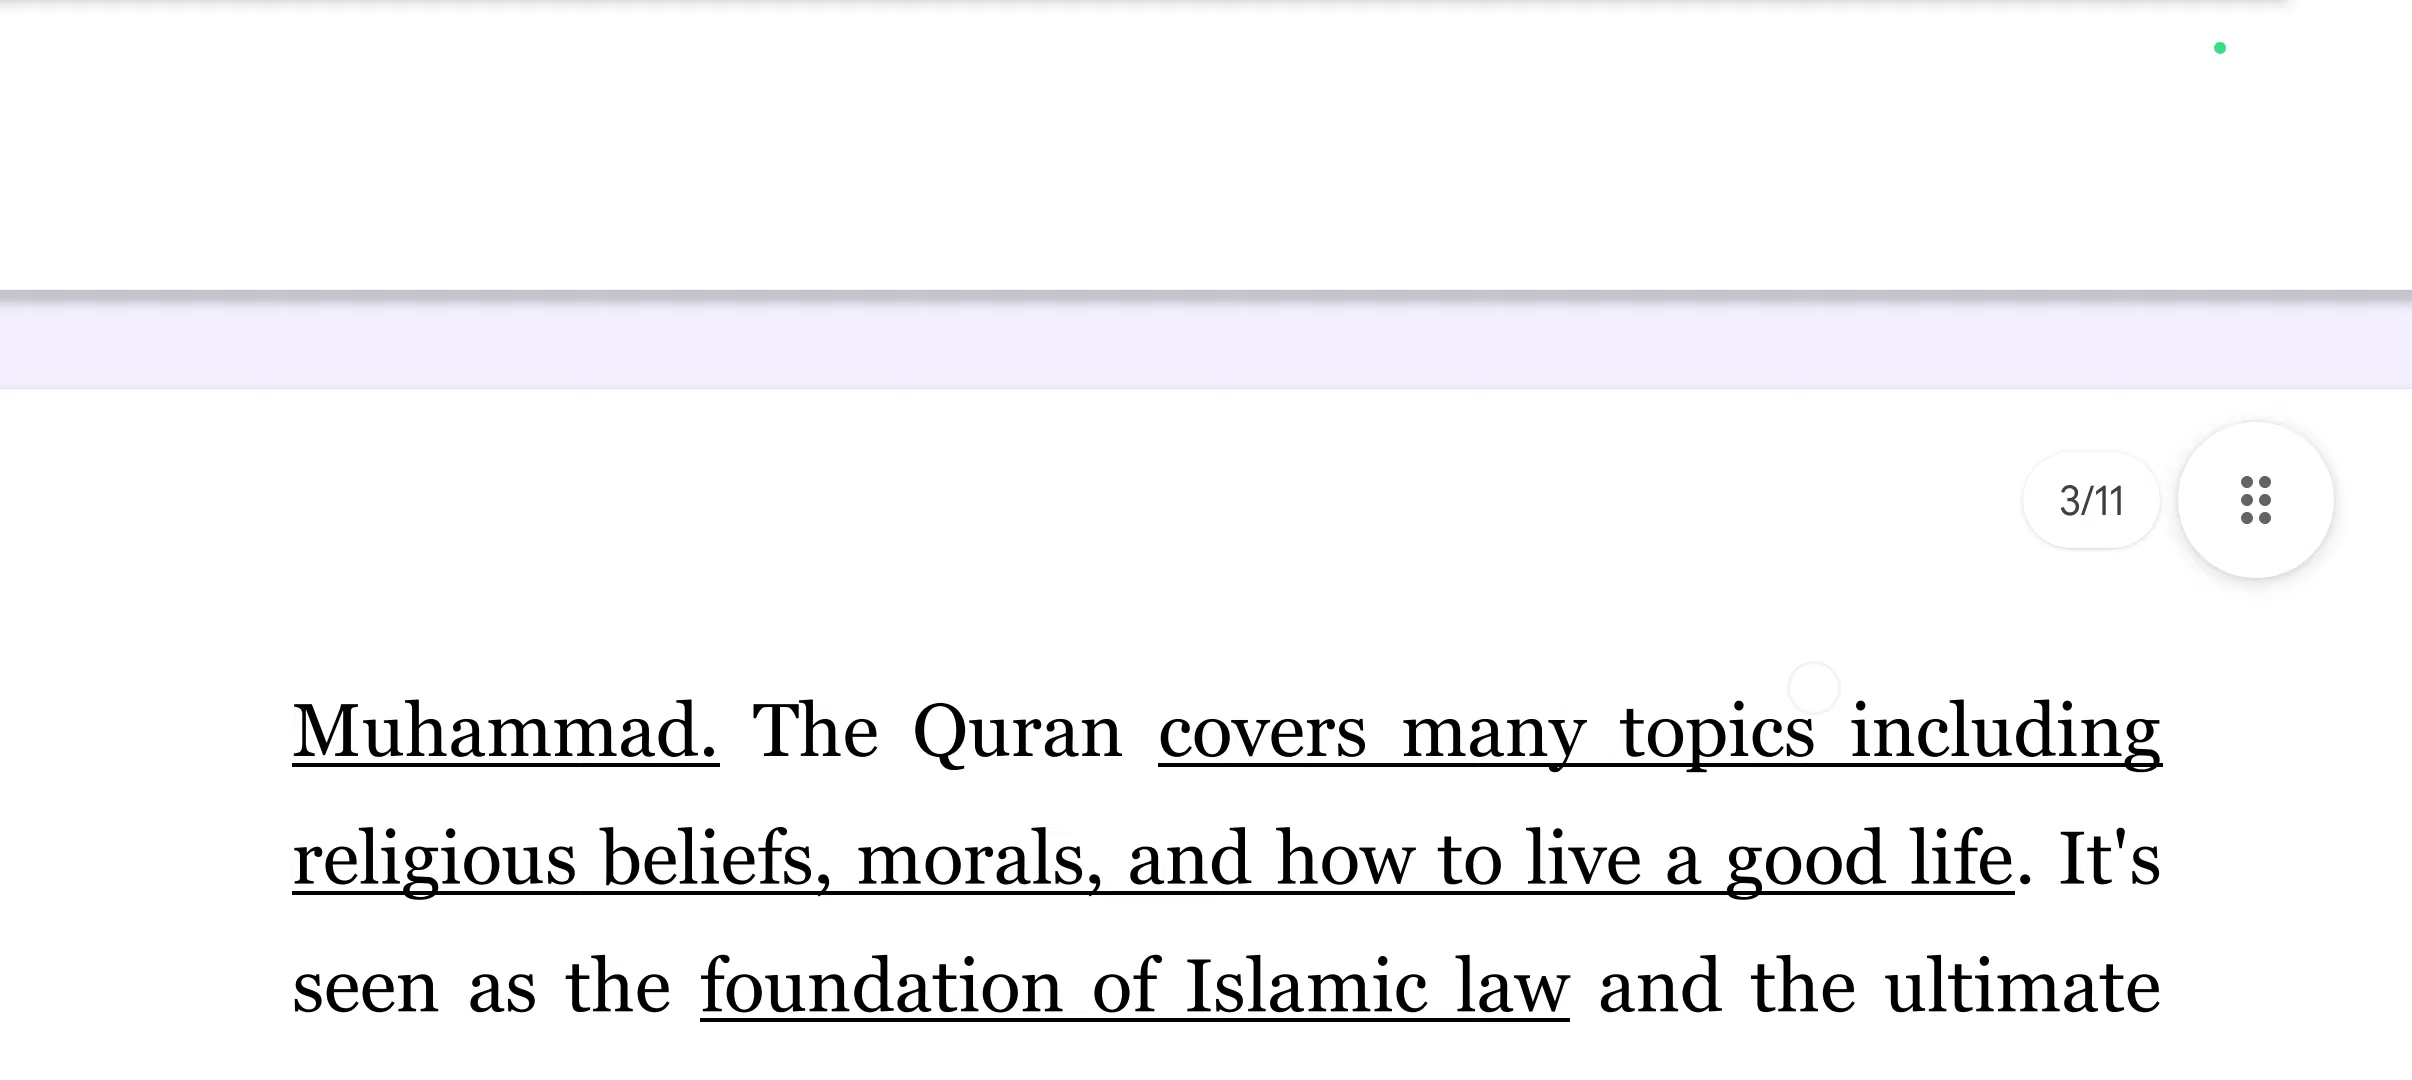 3/11
Muhammad. The Quran covers many topics including
religious beliefs, morals, and how to live a good life. It's
seen as the foundation of Islamic law and the ultimate